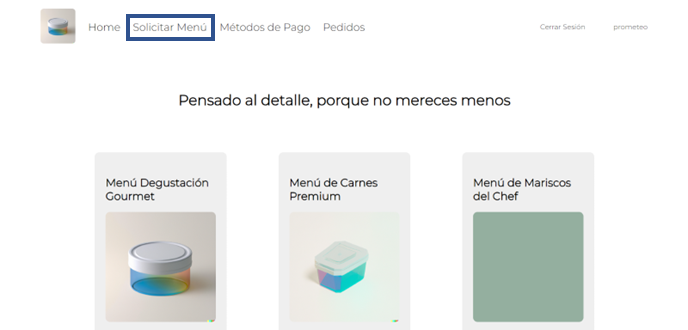 Home Solicitar Menú Métodos de Pago Pedidos Cerrar Sesión prometeo
Pensado al detalle, porque no mereces menos
Menú Degustación
Gourmet
Menú de Carnes
Premium
Menú de Mariscos
del Chef